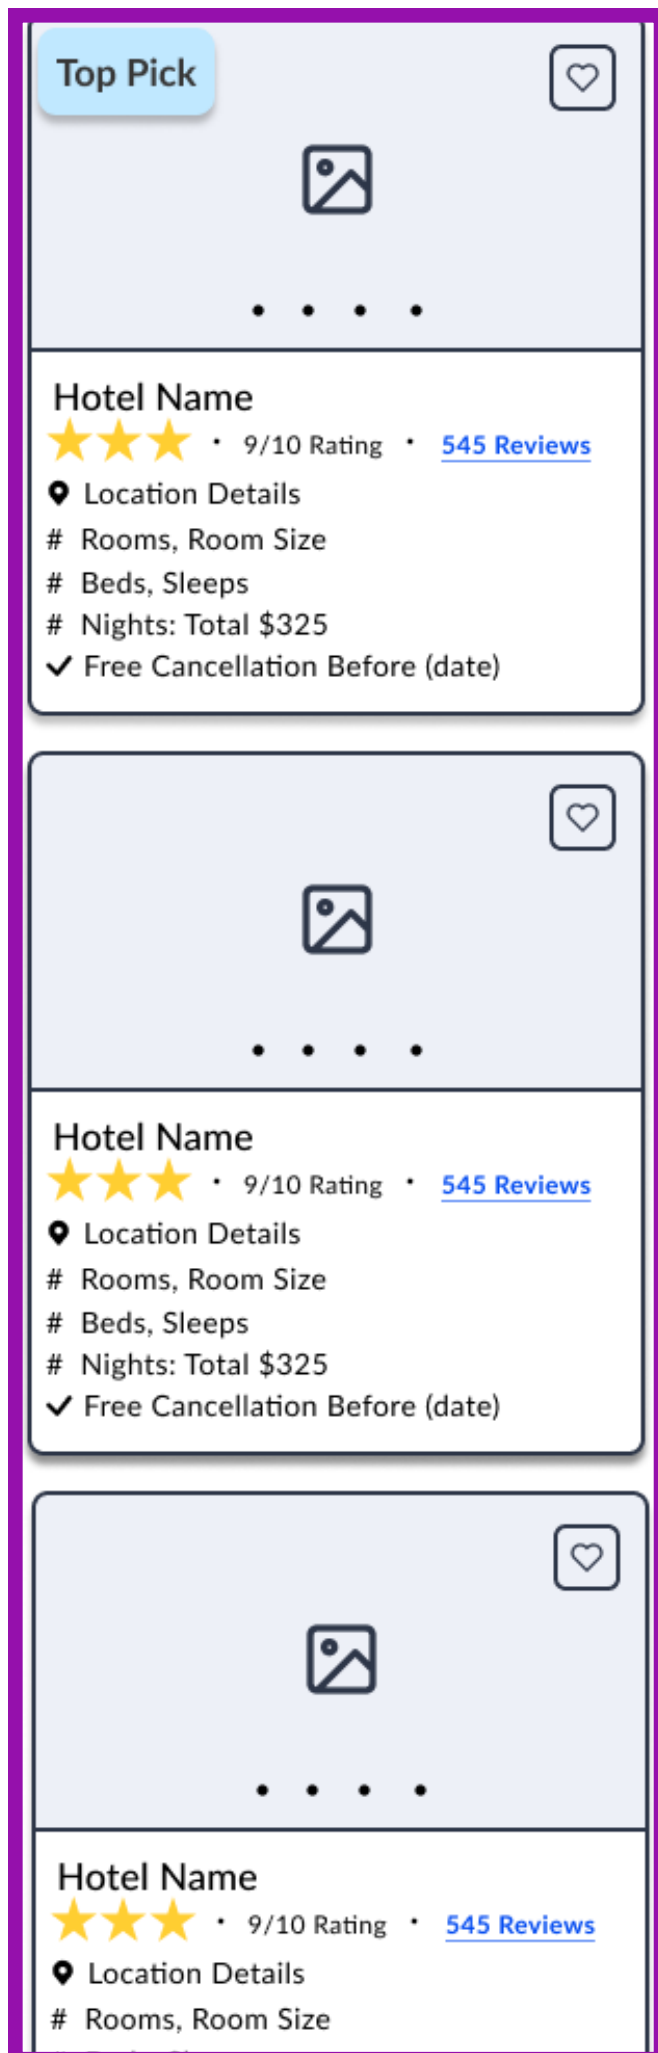 Top Pick
Hotel Name
· 9/10 Rating · 545 Reviews
Location Details
# Rooms, Room Size
# Beds, Sleeps
# Nights: Total $325
Free Cancellation Before (date)
Hotel Name
· 9/10 Rating · 545 Reviews
Location Details
# Rooms, Room Size
# Beds, Sleeps
# Nights: Total $325
Free Cancellation Before (date)
Hotel Name
· 9/10 Rating · 545 Reviews
Location Details
# Rooms, Room Size